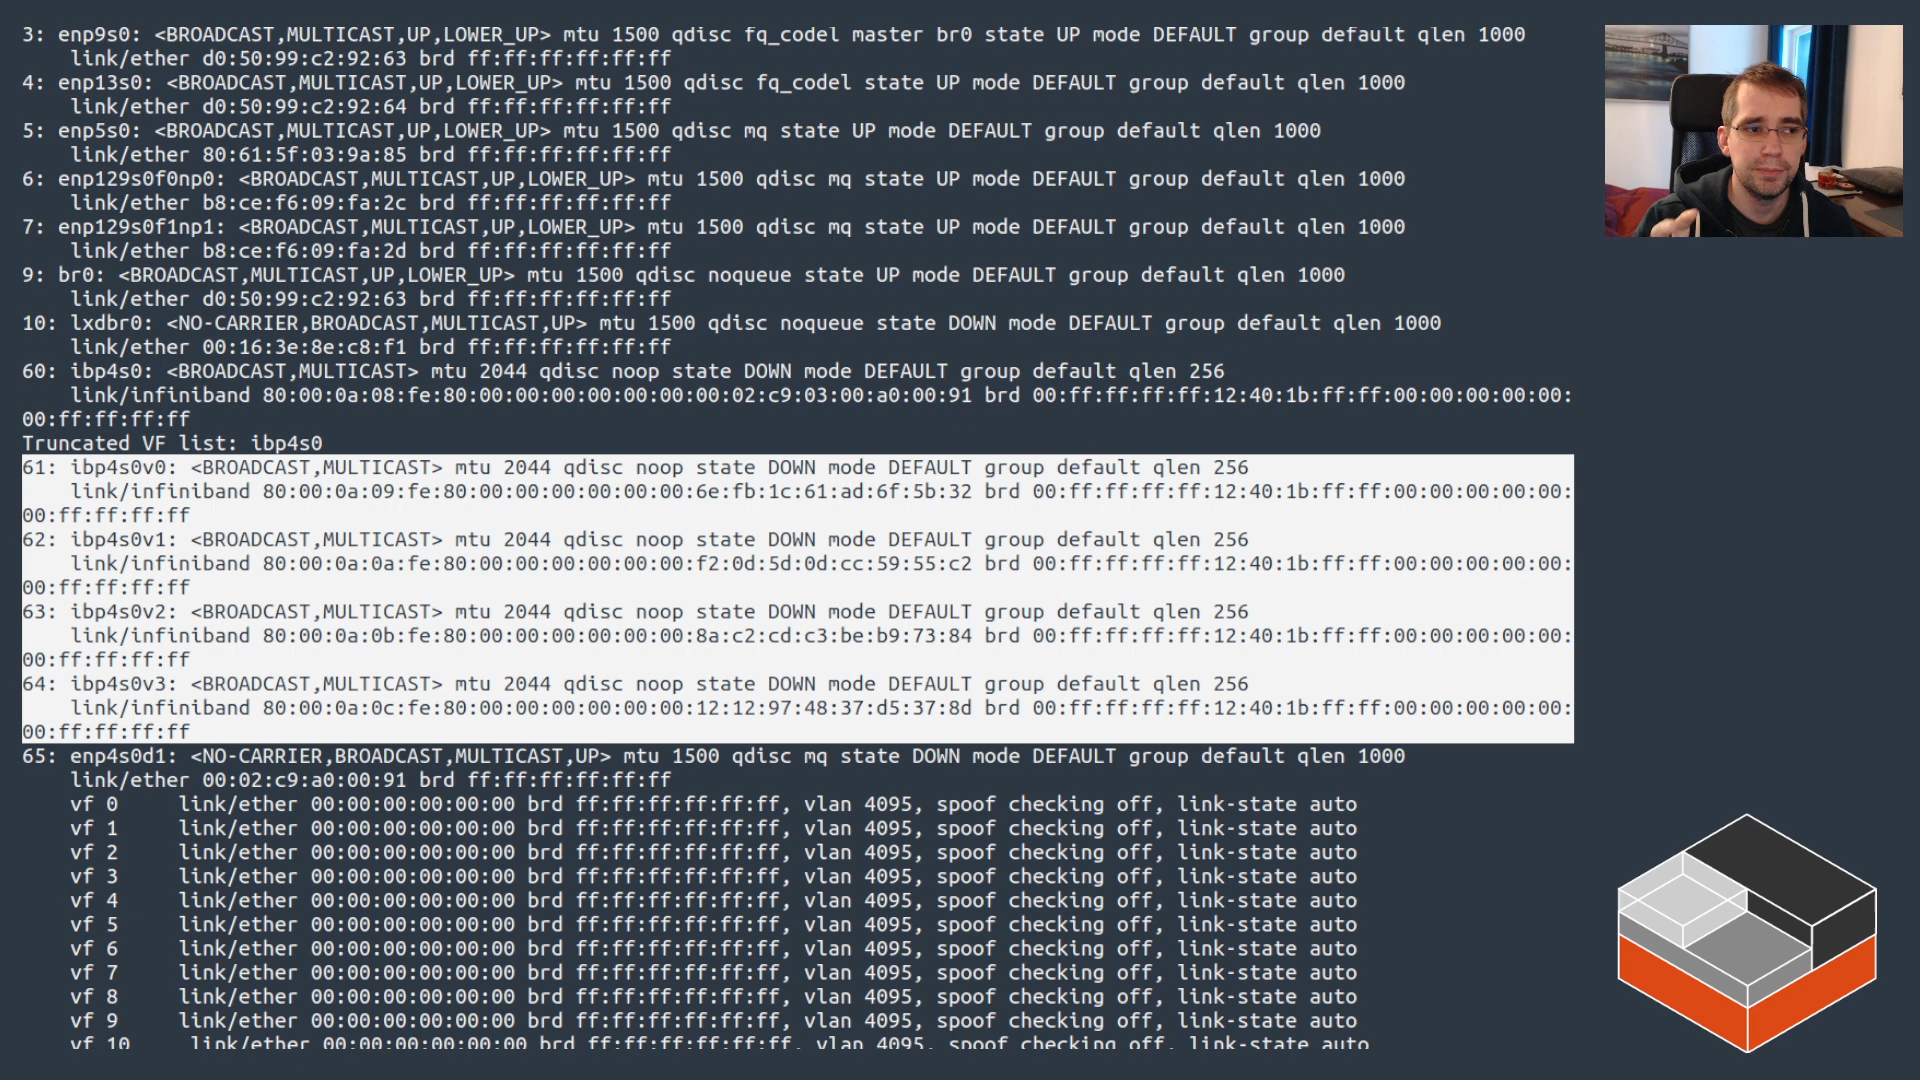 3: enp9s0: <BROADCAST,MULTICAST,UP,LOWER_UP> mtu 1500 qdisc fq_codel master br0 state UP mode DEFAULT group default qlen 1000
    link/ether d0:50:99:c2:92:63 brd ff:ff:ff:ff:ff:ff
4: enp13s0: <BROADCAST,MULTICAST,UP,LOWER_UP> mtu 1500 qdisc fq_codel state UP mode DEFAULT group default qlen 1000
    link/ether d0:50:99:c2:92:64 brd ff:ff:ff:ff:ff:ff
5: enp5s0: <BROADCAST,MULTICAST,UP,LOWER_UP> mtu 1500 qdisc mq state UP mode DEFAULT group default qlen 1000
    link/ether 80:61:5f:03:9a:85 brd ff:ff:ff:ff:ff:ff
6: enp129s0f0np0: <BROADCAST,MULTICAST,UP,LOWER_UP> mtu 1500 qdisc mq state UP mode DEFAULT group default qlen 1000
    link/ether b8:ce:f6:09:fa:2c brd ff:ff:ff:ff:ff:ff
7: enp129s0f1np1: <BROADCAST,MULTICAST,UP,LOWER_UP> mtu 1500 qdisc mq state UP mode DEFAULT group default qlen 1000
    link/ether b8:ce:f6:09:fa:2d brd ff:ff:ff:ff:ff:ff
9: br0: <BROADCAST,MULTICAST,UP,LOWER_UP> mtu 1500 qdisc noqueue state UP mode DEFAULT group default qlen 1000
    link/ether d0:50:99:c2:92:63 brd ff:ff:ff:ff:ff:ff
10: lxdbr0: <NO-CARRIER,BROADCAST,MULTICAST,UP> mtu 1500 qdisc noqueue state DOWN mode DEFAULT group default qlen 1000
    link/ether 00:16:3e:8e:c8:f1 brd ff:ff:ff:ff:ff:ff
60: ibp4s0: <BROADCAST,MULTICAST> mtu 2044 qdisc noop state DOWN mode DEFAULT group default qlen 256
    link/infiniband 80:00:0a:08:fe:80:00:00:00:00:00:00:00:02:c9:03:00:a0:00:91 brd 00:ff:ff:ff:ff:12:40:1b:ff:ff:00:00:00:00:00:
00:ff:ff:ff:ff
Truncated VF list: ibp4s0
61: ibp4s0v0: <BROADCAST,MULTICAST> mtu 2044 qdisc noop state DOWN mode DEFAULT group default qlen 256
    link/infiniband 80:00:0a:09:fe:80:00:00:00:00:00:00:6e:fb:1c:61:ad:6f:5b:32 brd 00:ff:ff:ff:ff:12:40:1b:ff:ff:00:00:00:00:00:
00:ff:ff:ff:ff
62: ibp4s0v1: <BROADCAST,MULTICAST> mtu 2044 qdisc noop state DOWN mode DEFAULT group default qlen 256
    link/infiniband 80:00:0a:0a:fe:80:00:00:00:00:00:00:f2:0d:5d:0d:cc:59:55:c2 brd 00:ff:ff:ff:ff:12:40:1b:ff:ff:00:00:00:00:00:
00:ff:ff:ff:ff
63: ibp4s0v2: <BROADCAST,MULTICAST> mtu 2044 qdisc noop state DOWN mode DEFAULT group default qlen 256
    link/infiniband 80:00:0a:0b:fe:80:00:00:00:00:00:00:8a:c2:cd:c3:be:b9:73:84 brd 00:ff:ff:ff:ff:12:40:1b:ff:ff:00:00:00:00:00:
00:ff:ff:ff:ff
64: ibp4s0v3: <BROADCAST,MULTICAST> mtu 2044 qdisc noop state DOWN mode DEFAULT group default qlen 256
    link/infiniband 80:00:0a:0c:fe:80:00:00:00:00:00:00:12:12:97:48:37:d5:37:8d brd 00:ff:ff:ff:ff:12:40:1b:ff:ff:00:00:00:00:00:
00:ff:ff:ff:ff
65: enp4s0d1: <NO-CARRIER,BROADCAST,MULTICAST,UP> mtu 1500 qdisc mq state DOWN mode DEFAULT group default qlen 1000
    link/ether 00:02:c9:a0:00:91 brd ff:ff:ff:ff:ff:ff
    vf 0     link/ether 00:00:00:00:00:00 brd ff:ff:ff:ff:ff:ff, vlan 4095, spoof checking off, link-state auto
    vf 1     link/ether 00:00:00:00:00:00 brd ff:ff:ff:ff:ff:ff, vlan 4095, spoof checking off, link-state auto
    vf 2     link/ether 00:00:00:00:00:00 brd ff:ff:ff:ff:ff:ff, vlan 4095, spoof checking off, link-state auto
    vf 3     link/ether 00:00:00:00:00:00 brd ff:ff:ff:ff:ff:ff, vlan 4095, spoof checking off, link-state auto
    vf 4     link/ether 00:00:00:00:00:00 brd ff:ff:ff:ff:ff:ff, vlan 4095, spoof checking off, link-state auto
    vf 5     link/ether 00:00:00:00:00:00 brd ff:ff:ff:ff:ff:ff, vlan 4095, spoof checking off, link-state auto
    vf 6     link/ether 00:00:00:00:00:00 brd ff:ff:ff:ff:ff:ff, vlan 4095, spoof checking off, link-state auto
    vf 7     link/ether 00:00:00:00:00:00 brd ff:ff:ff:ff:ff:ff, vlan 4095, spoof checking off, link-state auto
    vf 8     link/ether 00:00:00:00:00:00 brd ff:ff:ff:ff:ff:ff, vlan 4095, spoof checking off, link-state auto
    vf 9     link/ether 00:00:00:00:00:00 brd ff:ff:ff:ff:ff:ff, vlan 4095, spoof checking off, link-state auto
    vf 10     link/ether 00:00:00:00:00:00 brd ff:ff:ff:ff:ff:ff, vlan 4095, spoof checking off, link-state auto